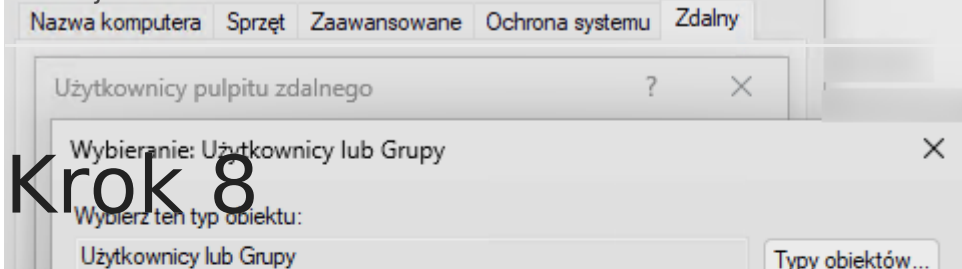 Nazwa komputera Sprzęt Zaawansowane Ochrona systemu Zdalny
Użytkownicy pulpitu zdalnego ? ×
Wybieranie: Użytkownicy lub Grupy ×
Krok 8
Wybierz ten typ obiektu:
Użytkownicy lub Grupy Typy obiektów...